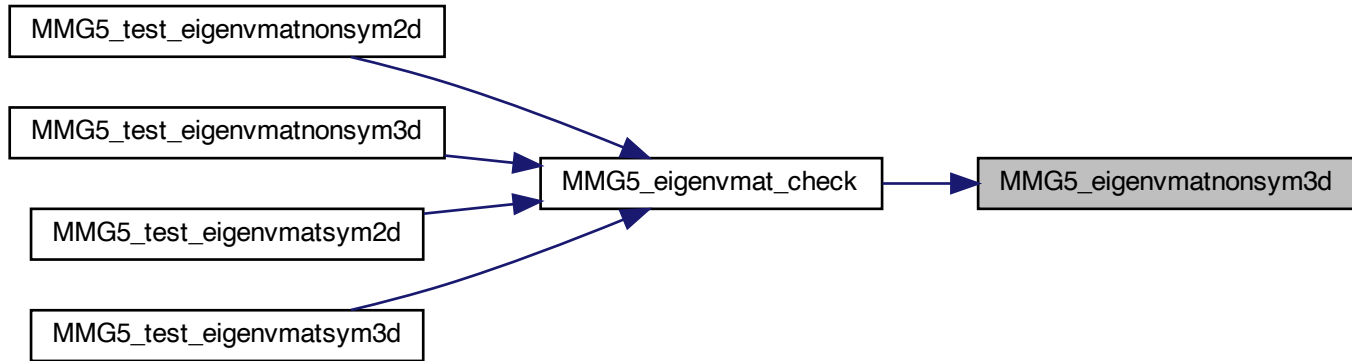 MMG5_test_eigenvmatnonsym2d
MMG5_test_eigenvmatnonsym3d
MMG5_eigenvmat_check
MMG5_eigenvmatnonsym3d
MMG5_test_eigenvmatsym2d
MMG5_test_eigenvmatsym3d